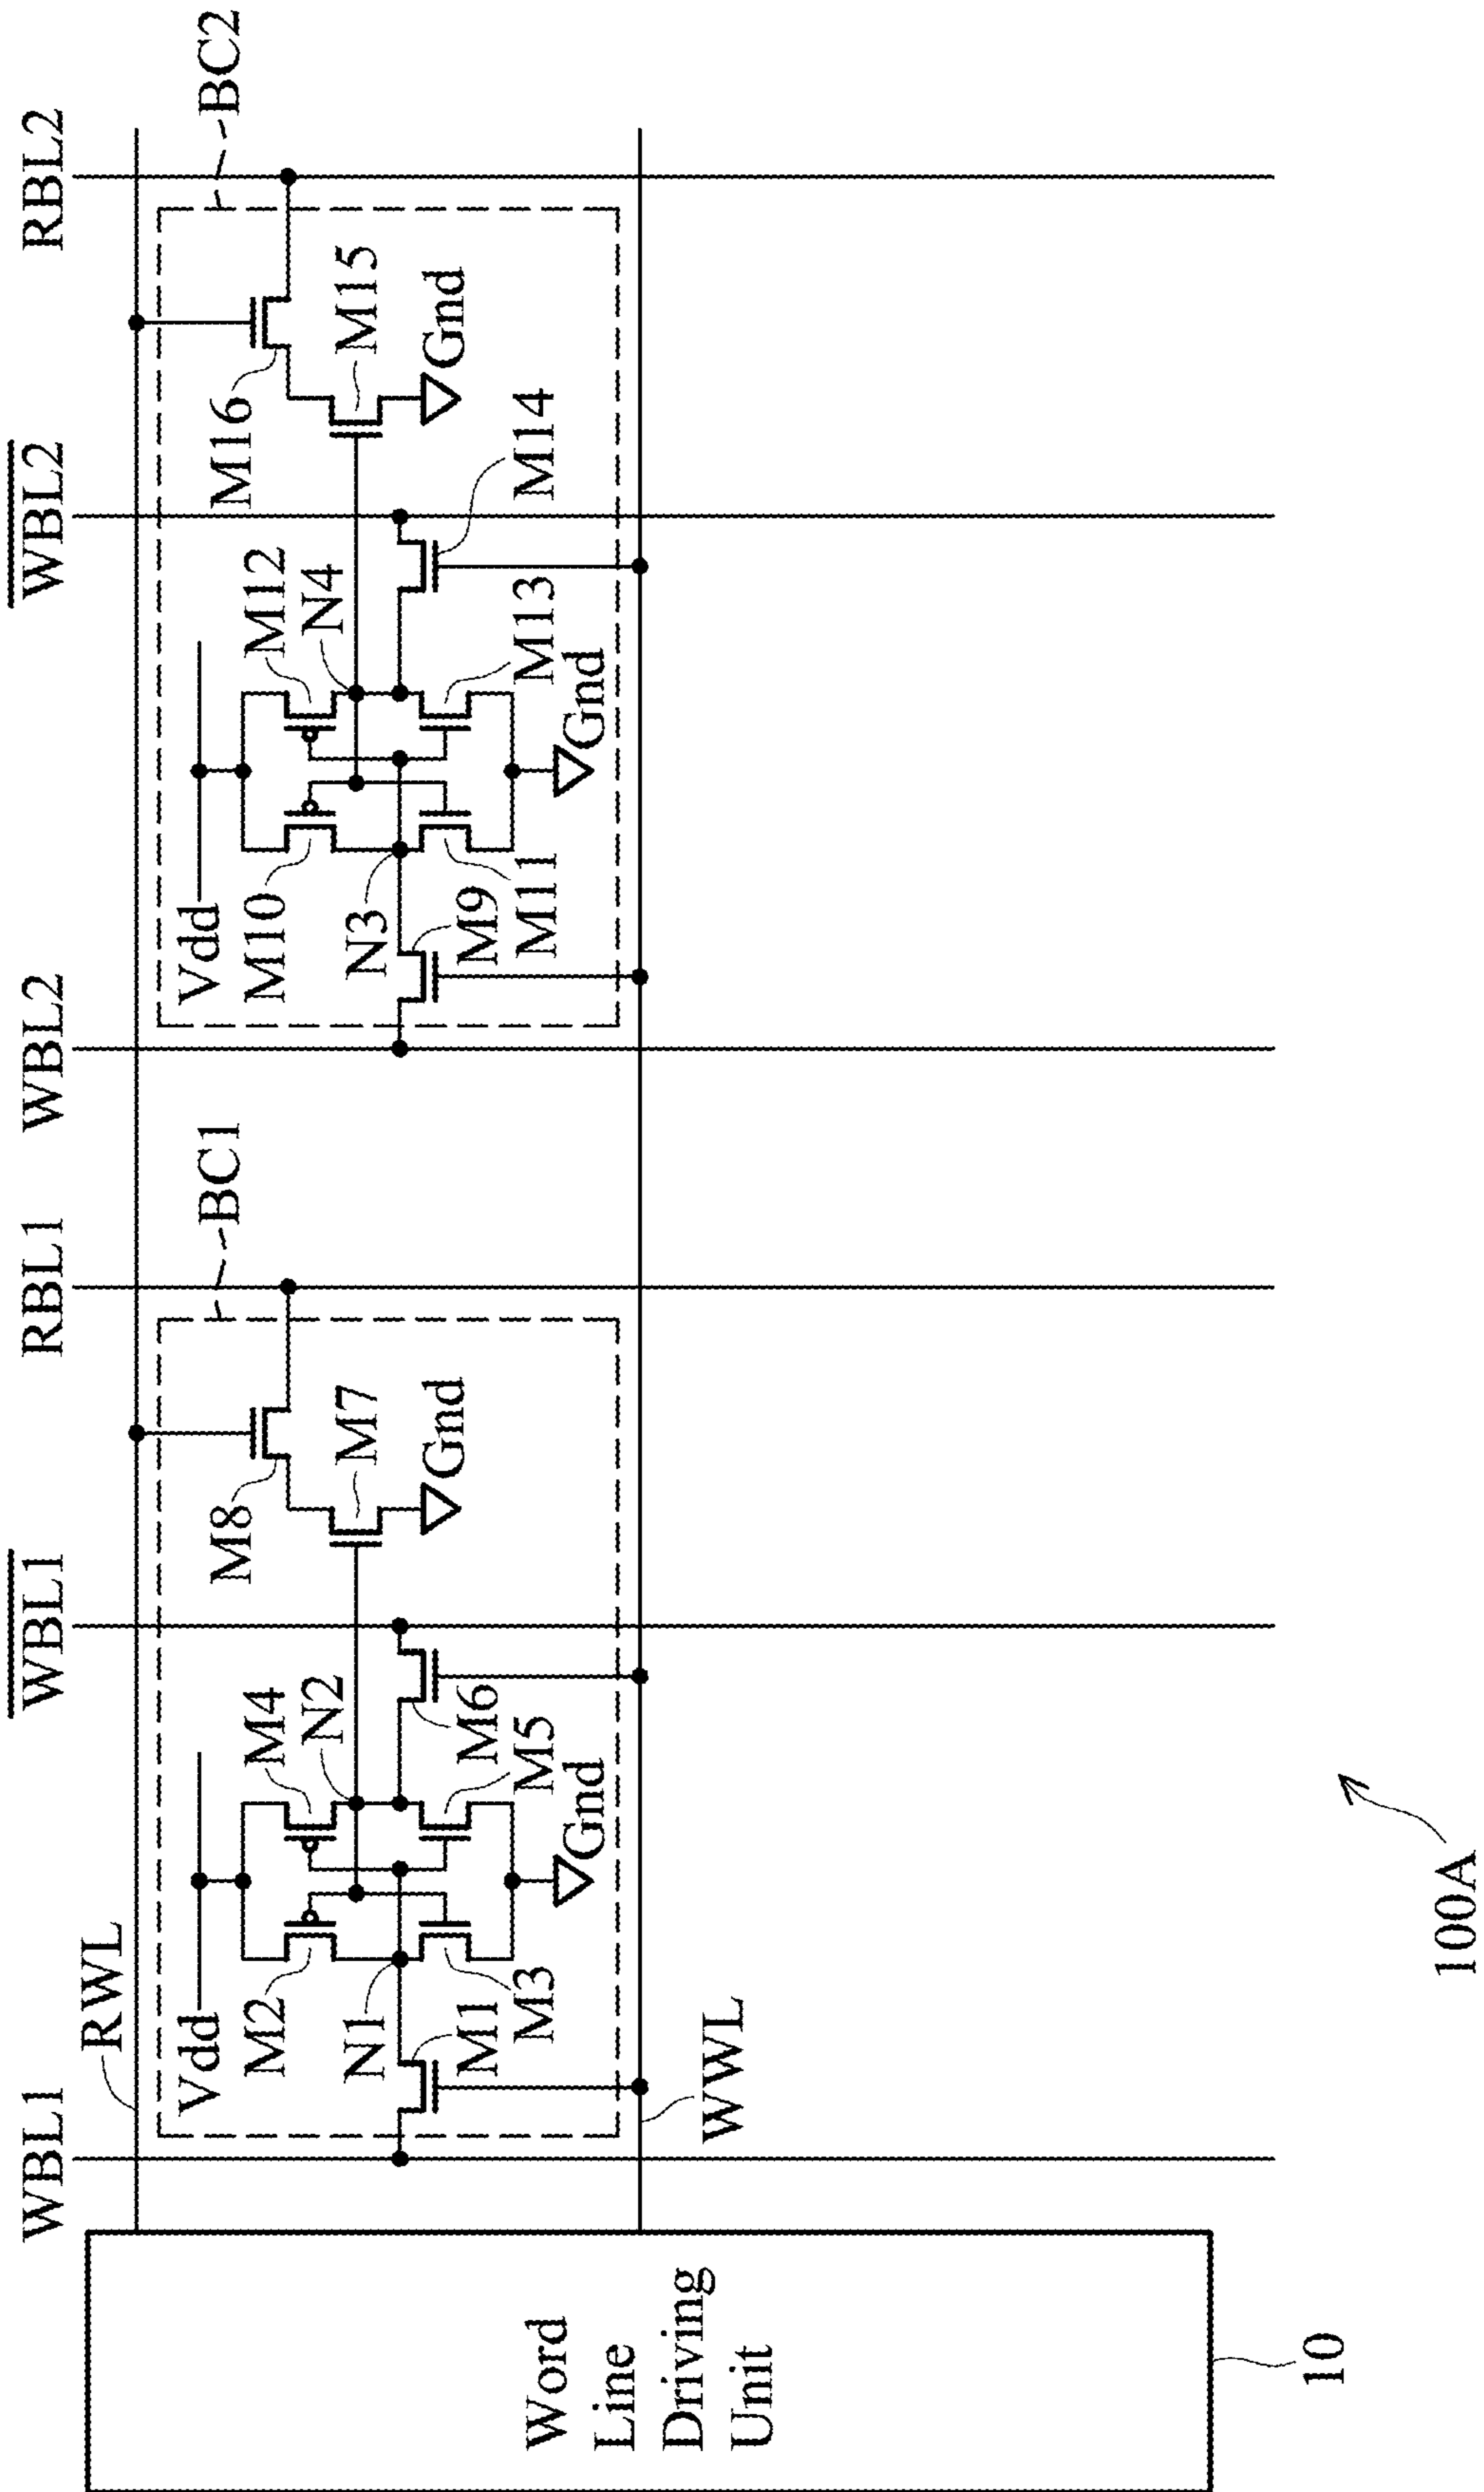 WBL1
W̅B̅L̅1̅
RBL1
WBL2
W̅B̅L̅2̅
RBL2
RWL
BC1
BC2
Vdd
M2
M4
N2
M8
M7
N1
M1
M3
M6
M5
Gnd
Gnd
Vdd
M10
M12
N4
M16
M15
N3
M9
M11
M14
M13
Gnd
Gnd
WWL
Word
Line
Driving
Unit
10
100A